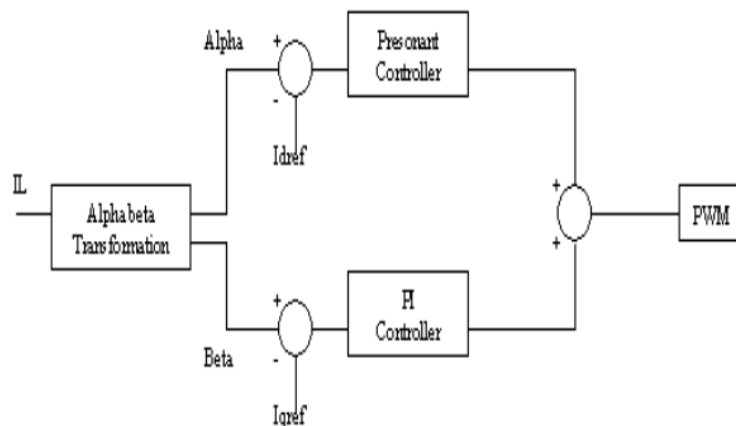 Alpha
+
-
Presonant
Controller
Idref
IL
Alpha beta
Transformation
+
+
PWM
+
-
PI
Controller
Beta
Iqref